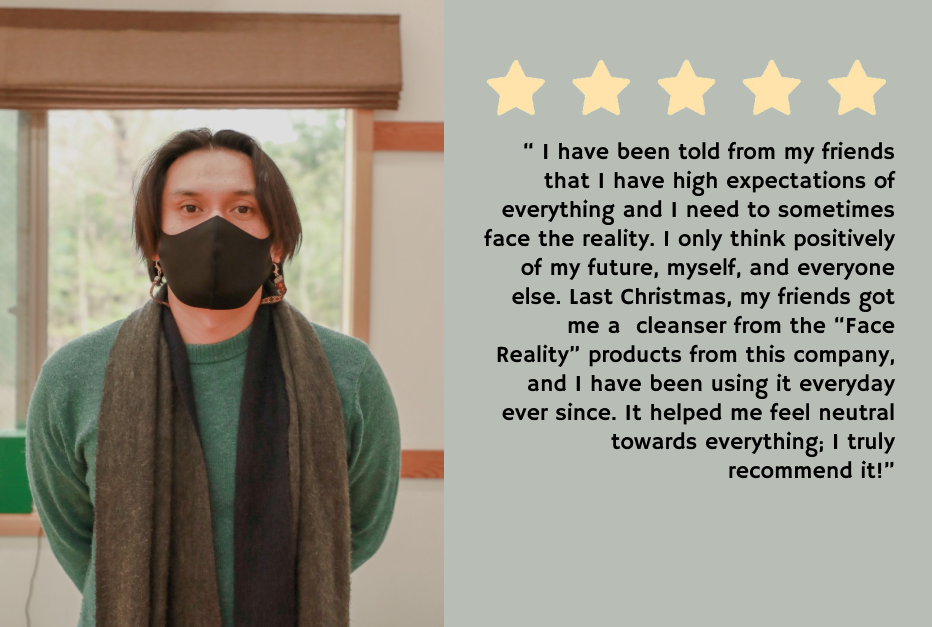 “ I have been told from my friends
that I have high expectations of
everything and I need to sometimes
face the reality. I only think positively
of my future, myself, and everyone
else. Last Christmas, my friends got
me a  cleanser from the “Face
Reality” products from this company,
and I have been using it everyday
ever since. It helped me feel neutral
towards everything; I truly
recommend it!”